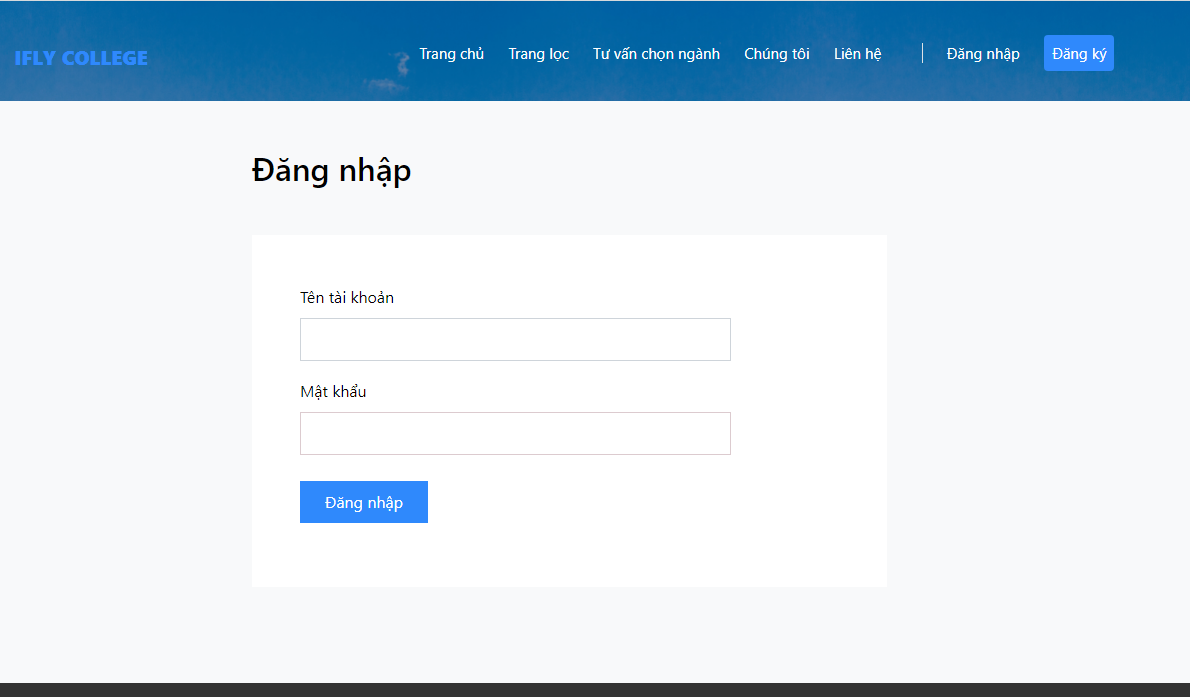 IFLY COLLEGE
Trang chủ Trang lọc Tư vấn chọn ngành Chúng tôi Liên hệ Đăng nhập Đăng ký
Đăng nhập
Tên tài khoản
Mật khẩu
Đăng nhập